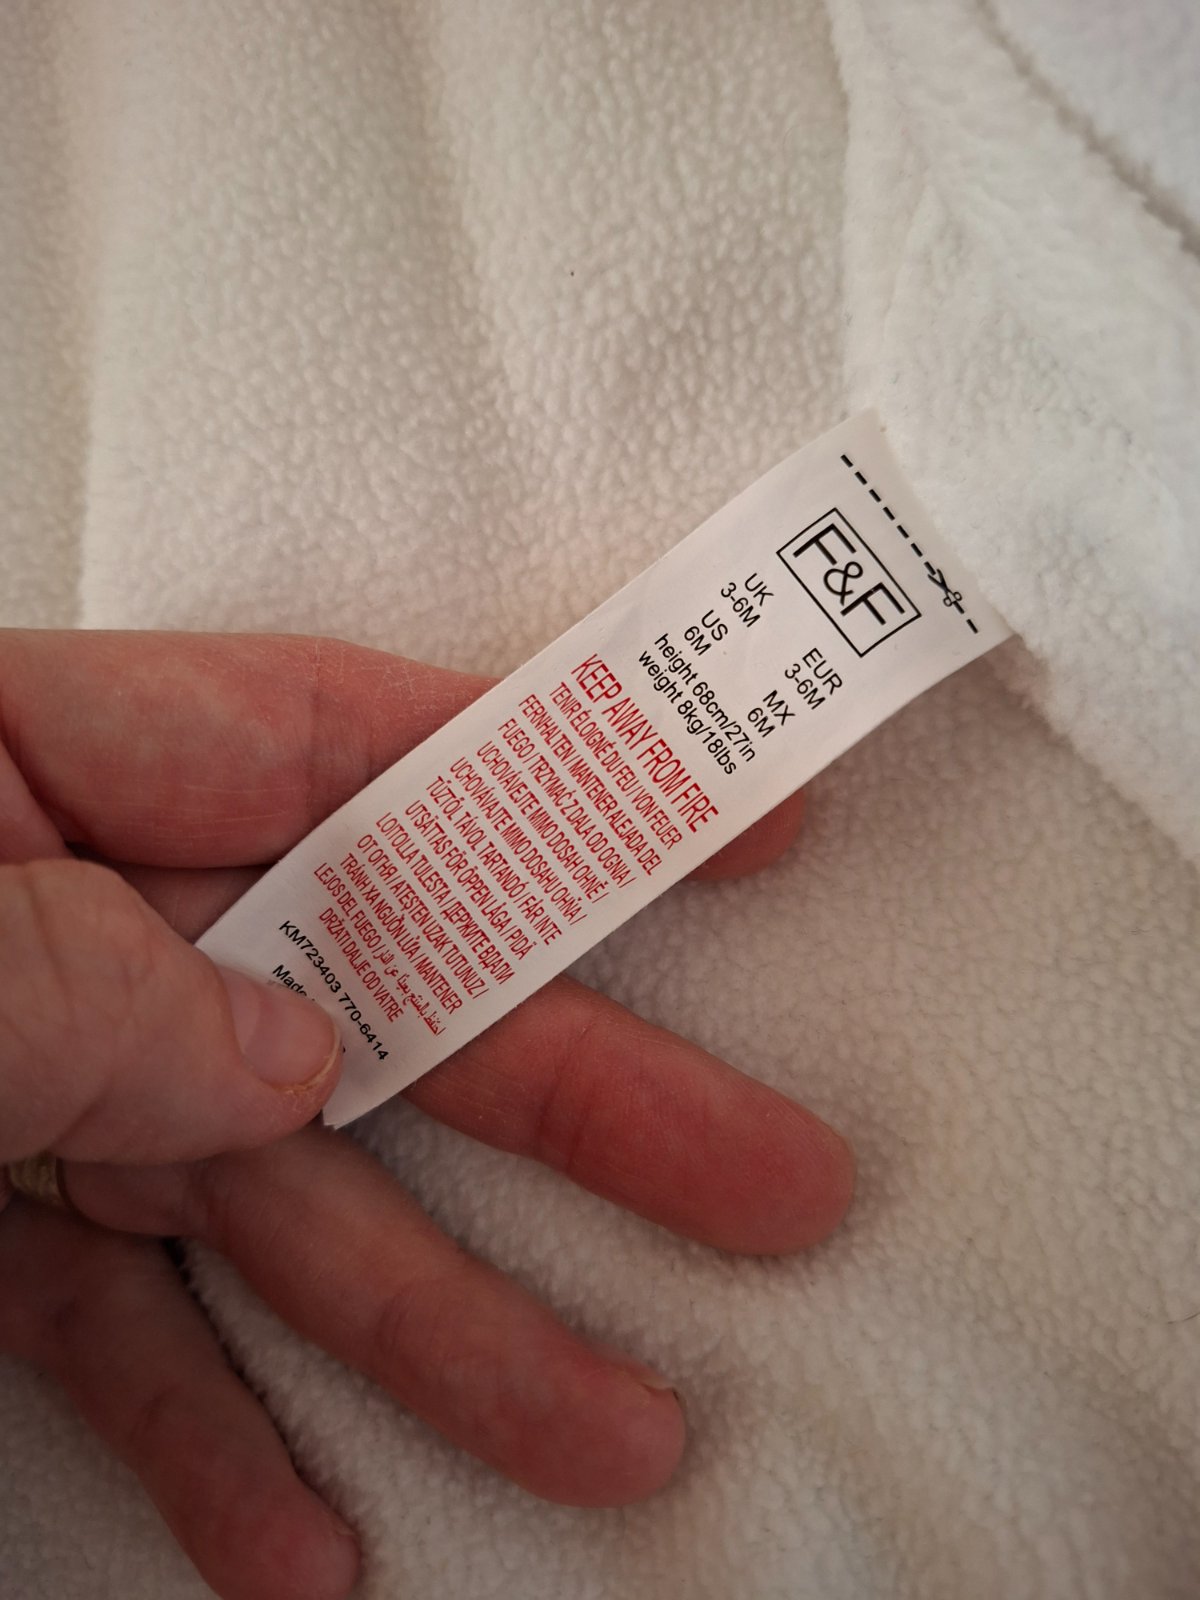 F&F
UK EUR
3-6M 3-6M
US MX
6M 6M
height 68cm/27in
weight 8kg/18lbs
KEEP AWAY FROM FIRE
TENIR ÉLOIGNÉ DU FEU / VON FEUER
FERNHALTEN / MANTENER ALEJADA DEL
FUEGO / TRZYMAĆ Z DALA OD OGNIA /
UCHOVÁVEJTE MIMO DOSAH OHNĚ /
UCHOVÁVAJTE MIMO DOSAHU OHŇA /
TŰZTŐL TÁVOL TARTANDÓ / FÅR INTE
UTSÄTTAS FÖR ÖPPEN LÅGA / PIDÄ
LOITOLLA TULESTA / ДЕРЖИТЕ ВДАЛИ
ОТ ОГНЯ / ATEŞTEN UZAK TUTUNUZ /
TRÁNH XA NGUỒN LỬA / MANTENER
LEJOS DEL FUEGO / احتفظ بالمنتج بعيدًا عن النار
DRŽATI DALJE OD VATRE
KM723403 770-6414
Made